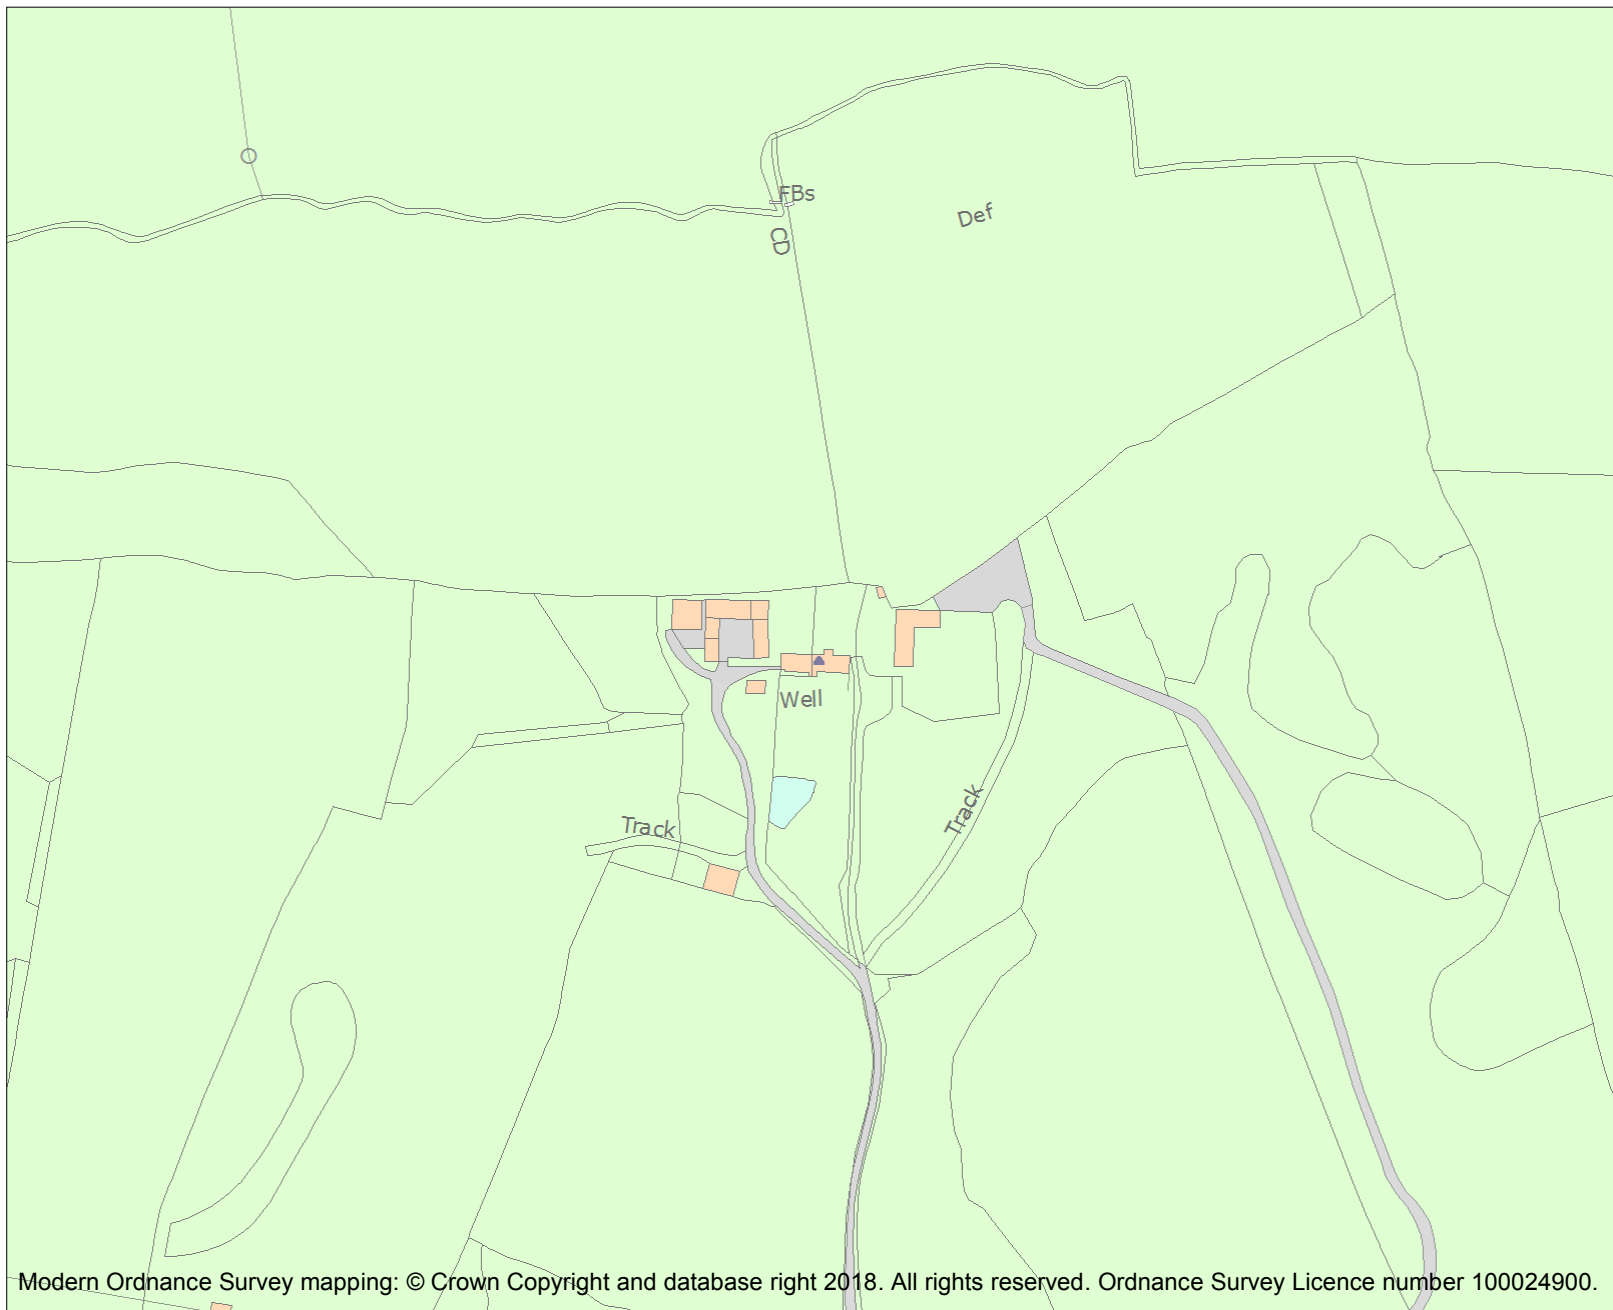 FBs
Def
CD
Well
Track
Track
Modern Ordnance Survey mapping: © Crown Copyright and database right 2018. All rights reserved. Ordnance Survey Licence number 100024900.